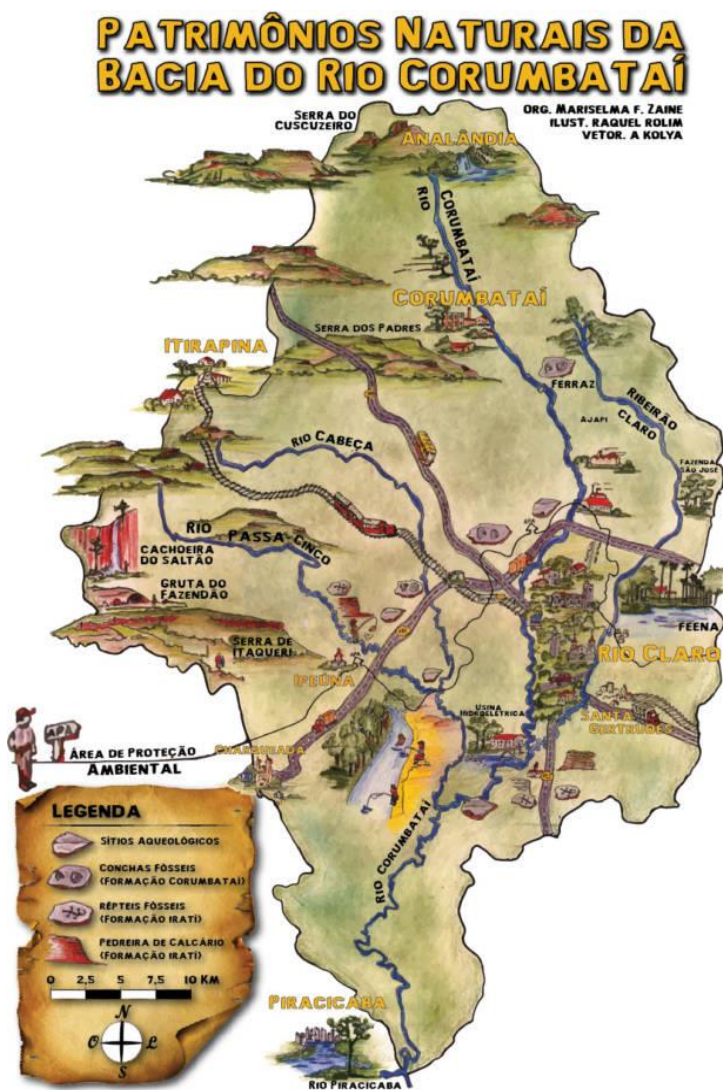 PATRIMÔNIOS NATURAIS DA
BACIA DO RIO CORUMBATAÍ
ORG. MARISELMA F. ZAINE
ILUST. RAQUEL ROLIM
VETOR. A KOLYA
SERRA DO
CUSCUZEIRO
ANALÂNDIA
RIO
CORUMBATAÍ
CORUMBATAÍ
SERRA DOS PADRES
ITIRAPINA
FERRAZ
RIBEIRÃO
CLARO
AJAPI
RIO CABEÇA
FAZENDA
SÃO JOSÉ
RIO
PASSA-CINCO
CACHOEIRA
DO SALTÃO
GRUTA DO
FAZENDÃO
FEENA
SERRA DE
ITAQUERI
RIO CLARO
IPEÚNA
USINA
HIDROELÉTRICA
SANTA
GERTRUDES
APA
ÁREA DE PROTEÇÃO
AMBIENTAL
CHARQUEADA
LEGENDA
SÍTIOS AQUEOLÓGICOS
CONCHAS FÓSSEIS
(FORMAÇÃO CORUMBATAÍ)
RÉPTEIS FÓSSEIS
(FORMAÇÃO IRATÍ)
PEDREIRA DE CALCÁRIO
(FORMAÇÃO IRATÍ)
0 2,5 5 7,5 10 KM
N
O L
S
RIO CORUMBATAÍ
PIRACICABA
RIO PIRACICABA